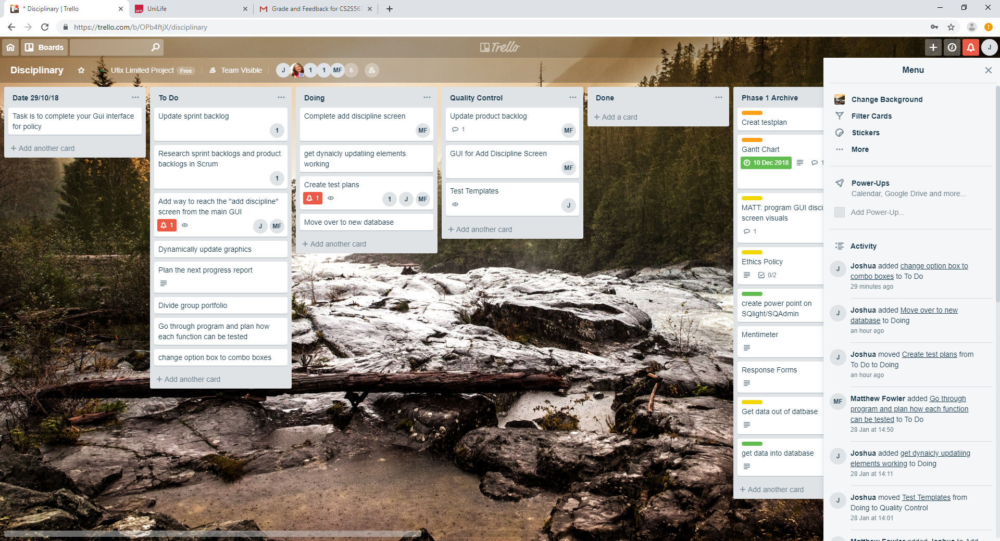 * Disciplinary | Trello
UniLife
Grade and Feedback for CS2S567
https://trello.com/b/OPb4ftjX/disciplinary
Boards
Trello
J
Disciplinary
Ufix Limited Project Free
Team Visible
J 1 1 MF 5
Date 29/10/18
Task is to complete your Gui interface
for policy
+ Add another card
To Do
Update sprint backlog
1
Research sprint backlogs and product
backlogs in Scrum
1
Add way to reach the "add discipline"
screen from the main GUI
1 J MF
Dynamically update graphics
Plan the next progress report
Divide group portfolio
Go through program and plan how
each function can be tested
change option box to combo boxes
+ Add another card
Doing
Complete add discipline screen
MF
get dynaicly updatiing elements
working
Create test plans
1 1 J MF
Move over to new database
+ Add another card
Quality Control
Update product backlog
1 MF
GUI for Add Discipline Screen
MF
Test Templates
J
+ Add another card
Done
+ Add a card
Phase 1 Archive
Creat testplan
Gantt Chart
10 Dec 2018 1
MATT: program GUI disci
screen visuals
1
Ethics Policy
0/2
create power point on
SQlight/SQAdmin
Mentimeter
Response Forms
Get data out of datbase
get data into database
+ Add another card
Menu
Change Background
Filter Cards
Stickers
More
Power-Ups
Calendar, Google Drive and more...
Add Power-Up...
Activity
J
Joshua added change option box to
combo boxes to To Do
29 minutes ago
J
Joshua added Move over to new
database to Doing
an hour ago
J
Joshua moved Create test plans from
To Do to Doing
an hour ago
MF
Matthew Fowler added Go through
program and plan how each function
can be tested to To Do
28 Jan at 14:50
J
Joshua added get dynaicly updatiing
elements working to Doing
28 Jan at 14:11
J
Joshua moved Test Templates from
Doing to Quality Control
28 Jan at 14:01
Matthew Fowler added Joshua to Add